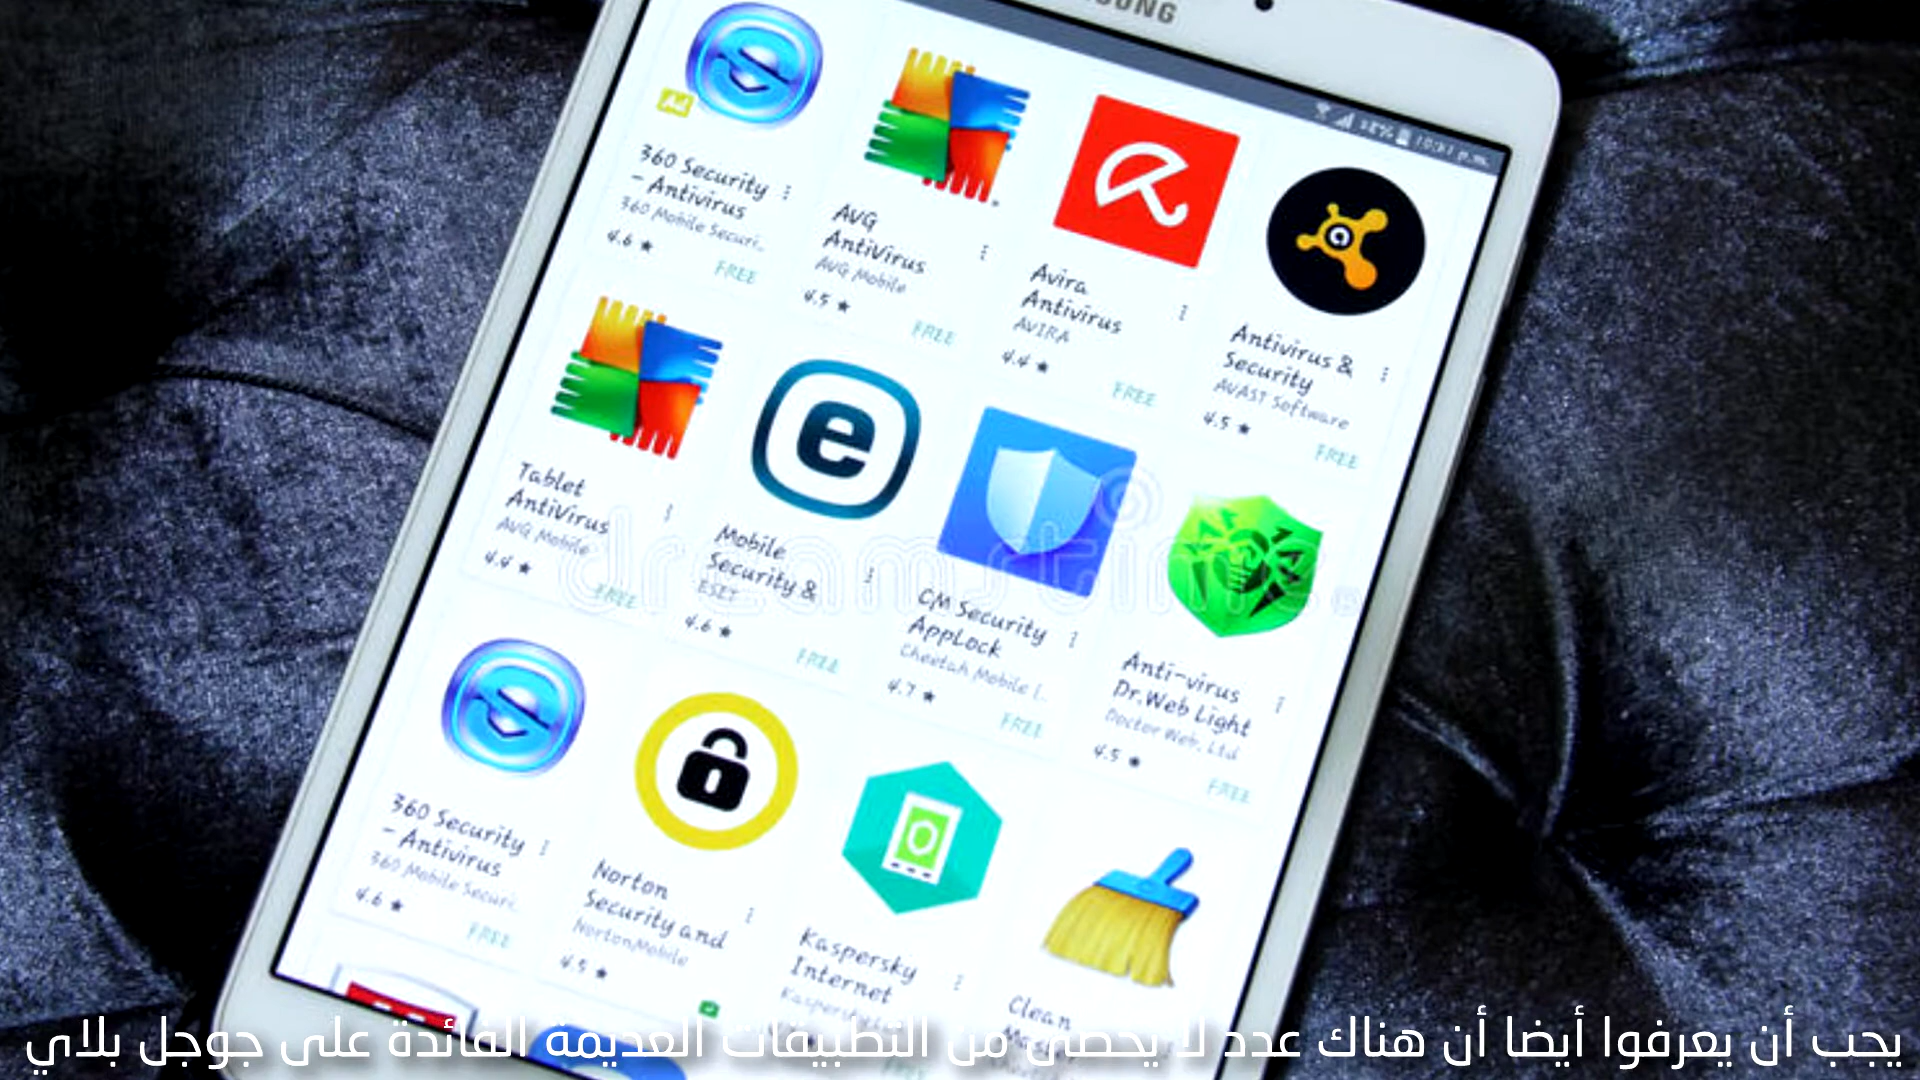 SUNG
58% 10:31 p.m.
Ad
360 Security
- Antivirus
360 Mobile Securi..
4.6 ★
FREE
AVG
AntiVirus
AVG Mobile
4.5 ★
FREE
Avira
Antivirus
AVIRA
4.4 ★
FREE
Antivirus &
Security
AVAST Software
4.5 ★
FREE
Tablet
AntiVirus
AVG Mobile
4.4 ★
FREE
e
Mobile
Security &
ESET
4.6 ★
FREE
CM Security
AppLock
Cheetah Mobile (..
4.7 ★
FREE
Anti-virus
Dr.Web Light
Doctor Web, Ltd
4.5 ★
FREE
360 Security
- Antivirus
360 Mobile Securi..
4.6 ★
FREE
Norton
Security and
NortonMobile
4.5 ★
Kaspersky
Internet
Clean
dreamstime
يجب أن يعرفوا أيضا أن هناك عدد لا يحصى من التطبيقات العديمة الفائدة على جوجل بلاي